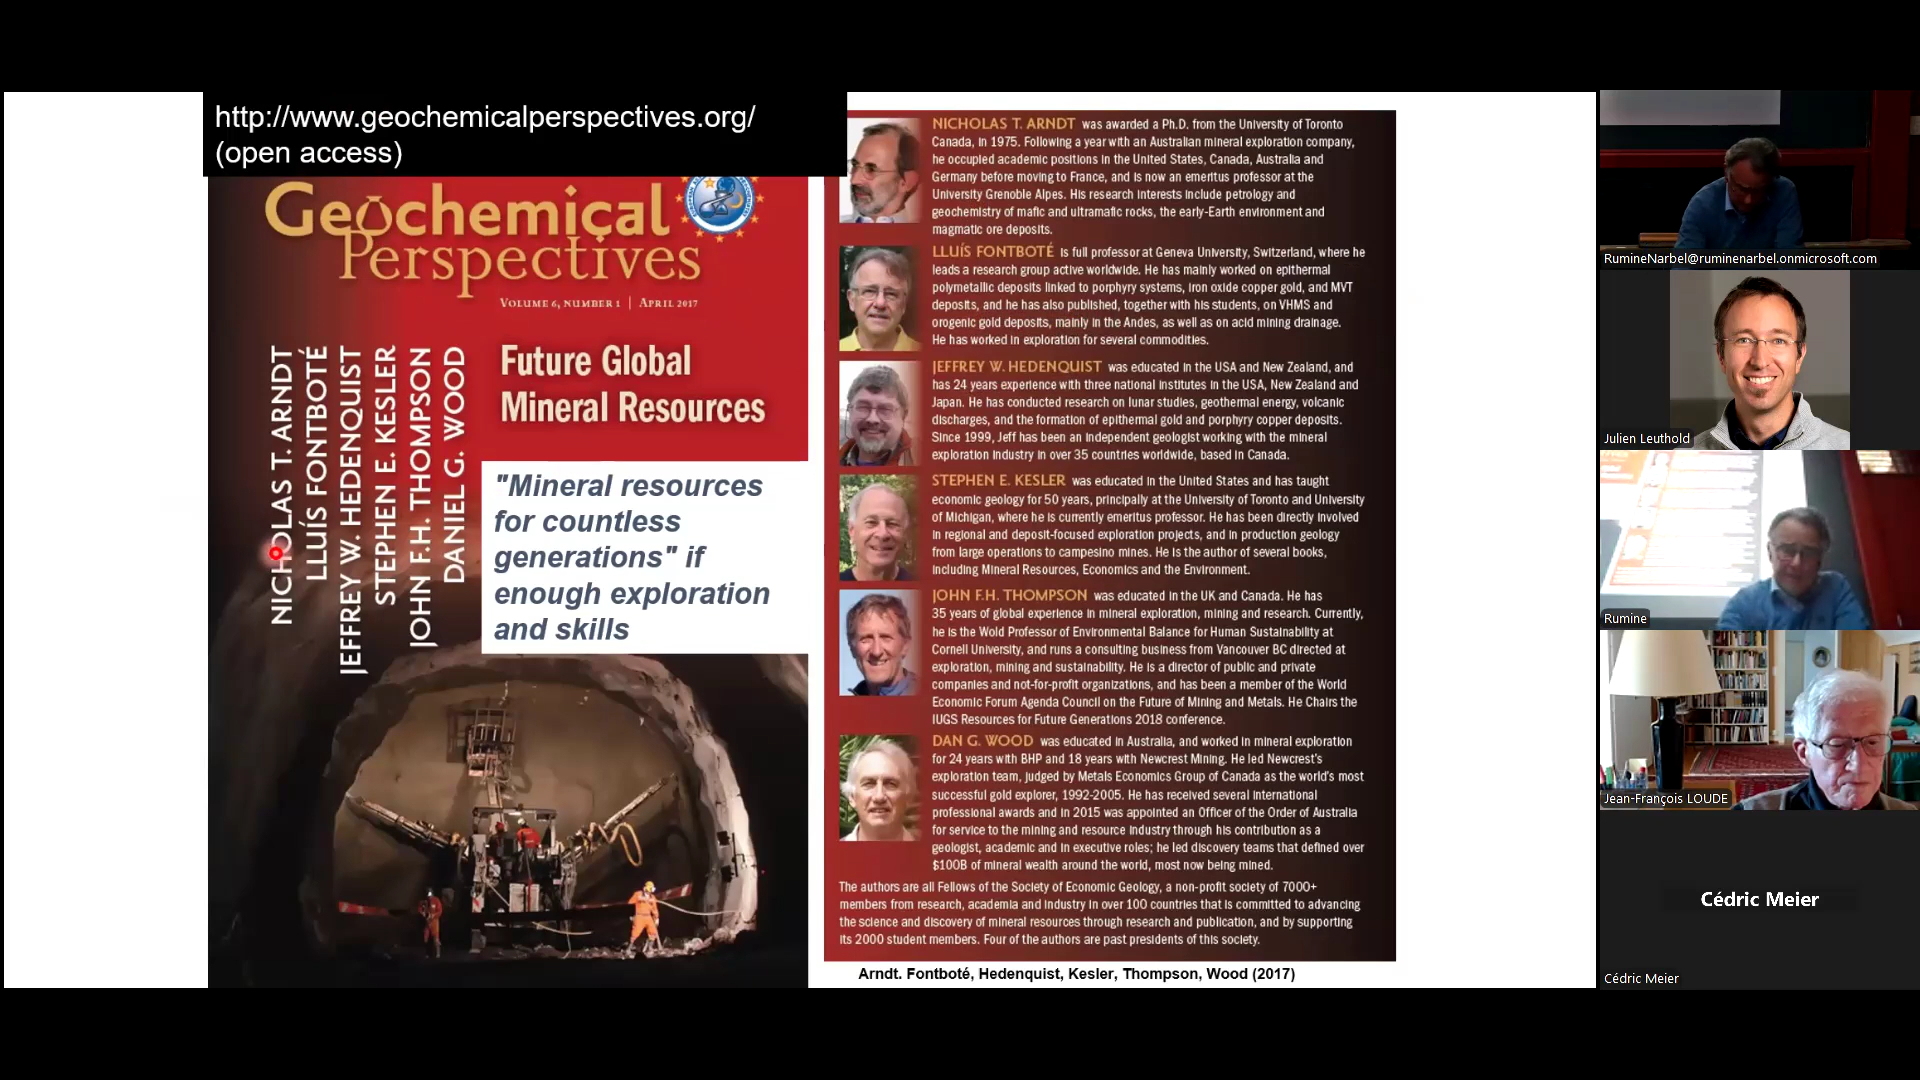 http://www.geochemicalperspectives.org/
(open access)
Geochemical
Perspectives
VOLUME 6, NUMBER 1 | APRIL 2017
NICHOLAS T. ARNDT
LLUÍS FONTBOTÉ
JEFFREY W. HEDENQUIST
STEPHEN E. KESLER
JOHN F.H. THOMPSON
DANIEL G. WOOD
Future Global
Mineral Resources
"Mineral resources
for countless
generations" if
enough exploration
and skills
NICHOLAS T. ARNDT was awarded a Ph.D. from the University of Toronto
Canada, in 1975. Following a year with an Australian mineral exploration company,
he occupied academic positions in the United States, Canada, Australia and
Germany before moving to France, and is now an emeritus professor at the
University Grenoble Alpes. His research interests include petrology and
geochemistry of mafic and ultramafic rocks, the early-Earth environment and
magmatic ore deposits.
LLUÍS FONTBOTÉ is full professor at Geneva University, Switzerland, where he
leads a research group active worldwide. He has mainly worked on epithermal
polymetallic deposits linked to porphyry systems, iron oxide copper gold, and MVT
deposits, and he has also published, together with his students, on VHMS and
orogenic gold deposits, mainly in the Andes, as well as on acid mining drainage.
He has worked in exploration for several commodities.
JEFFREY W. HEDENQUIST was educated in the USA and New Zealand, and
has 24 years experience with three national institutes in the USA, New Zealand and
Japan. He has conducted research on lunar studies, geothermal energy, volcanic
discharges, and the formation of epithermal gold and porphyry copper deposits.
Since 1999, Jeff has been an independent geologist working with the mineral
exploration industry in over 35 countries worldwide, based in Canada.
STEPHEN E. KESLER was educated in the United States and has taught
economic geology for 50 years, principally at the University of Toronto and University
of Michigan, where he is currently emeritus professor. He has been directly involved
in regional and deposit-focused exploration projects, and in production geology
from large operations to campesino mines. He is the author of several books,
including Mineral Resources, Economics and the Environment.
JOHN F.H. THOMPSON was educated in the UK and Canada. He has
35 years of global experience in mineral exploration, mining and research. Currently,
he is the Wold Professor of Environmental Balance for Human Sustainability at
Cornell University, and runs a consulting business from Vancouver BC directed at
exploration, mining and sustainability. He is a director of public and private
companies and not-for-profit organizations, and has been a member of the World
Economic Forum Agenda Council on the Future of Mining and Metals. He Chairs the
IUGS Resources for Future Generations 2018 conference.
DAN G. WOOD was educated in Australia, and worked in mineral exploration
for 24 years with BHP and 18 years with Newcrest Mining. He led Newcrest's
exploration team, judged by Metals Economics Group of Canada as the world's most
successful gold explorer, 1992-2005. He has received several international
professional awards and in 2015 was appointed an Officer of the Order of Australia
for service to the mining and resource industry through his contribution as a
geologist, academic and in executive roles; he led discovery teams that defined over
$100B of mineral wealth around the world, most now being mined.
The authors are all Fellows of the Society of Economic Geology, a non-profit society of 7000+
members from research, academia and industry in over 100 countries that is committed to advancing
the science and discovery of mineral resources through research and publication, and by supporting
its 2000 student members. Four of the authors are past presidents of this society.
Arndt. Fontboté, Hedenquist, Kesler, Thompson, Wood (2017)
RumineNarbel@ruminenarbel.onmicrosoft.com
Julien Leuthold
Rumine
Jean-François LOUDE
Cédric Meier
Cédric Meier